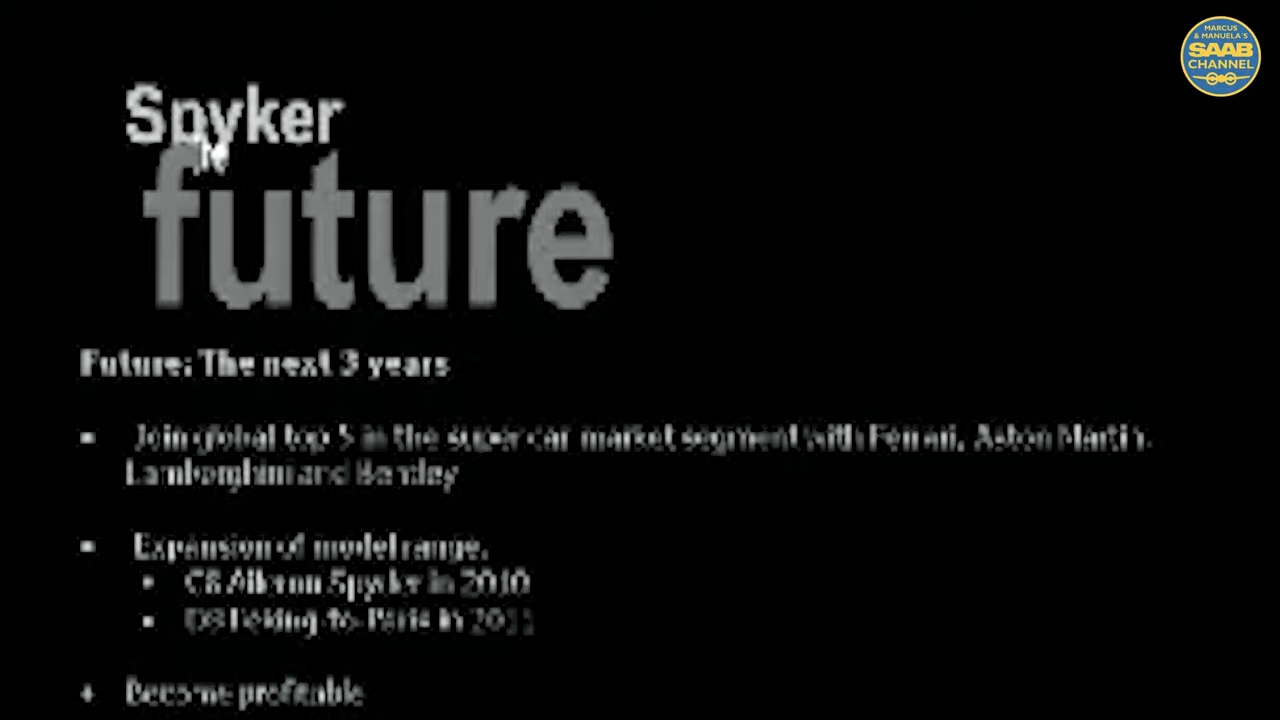 MARCUS
& MANUELA'S
SAAB
CHANNEL
Spyker
future
Future: The next 3 years
Join global top 5 in the super car market segment with Ferrari, Aston Martin,
Lamborghini and Bentley
Expansion of model range.
C8 Aileron Spyder in 2010
D8 Peking-to-Paris in 2011
Become profitable